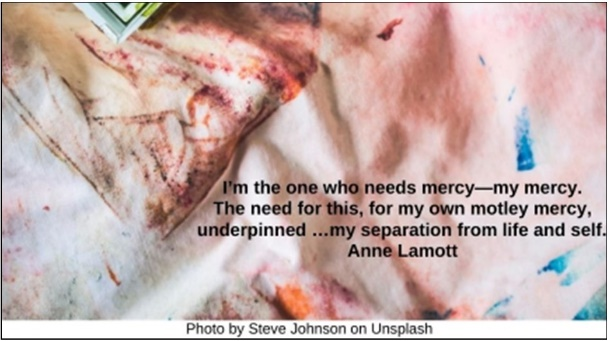 I'm the one who needs mercy—my mercy.
The need for this, for my own motley mercy,
underpinned …my separation from life and self.
Anne Lamott
Photo by Steve Johnson on Unsplash